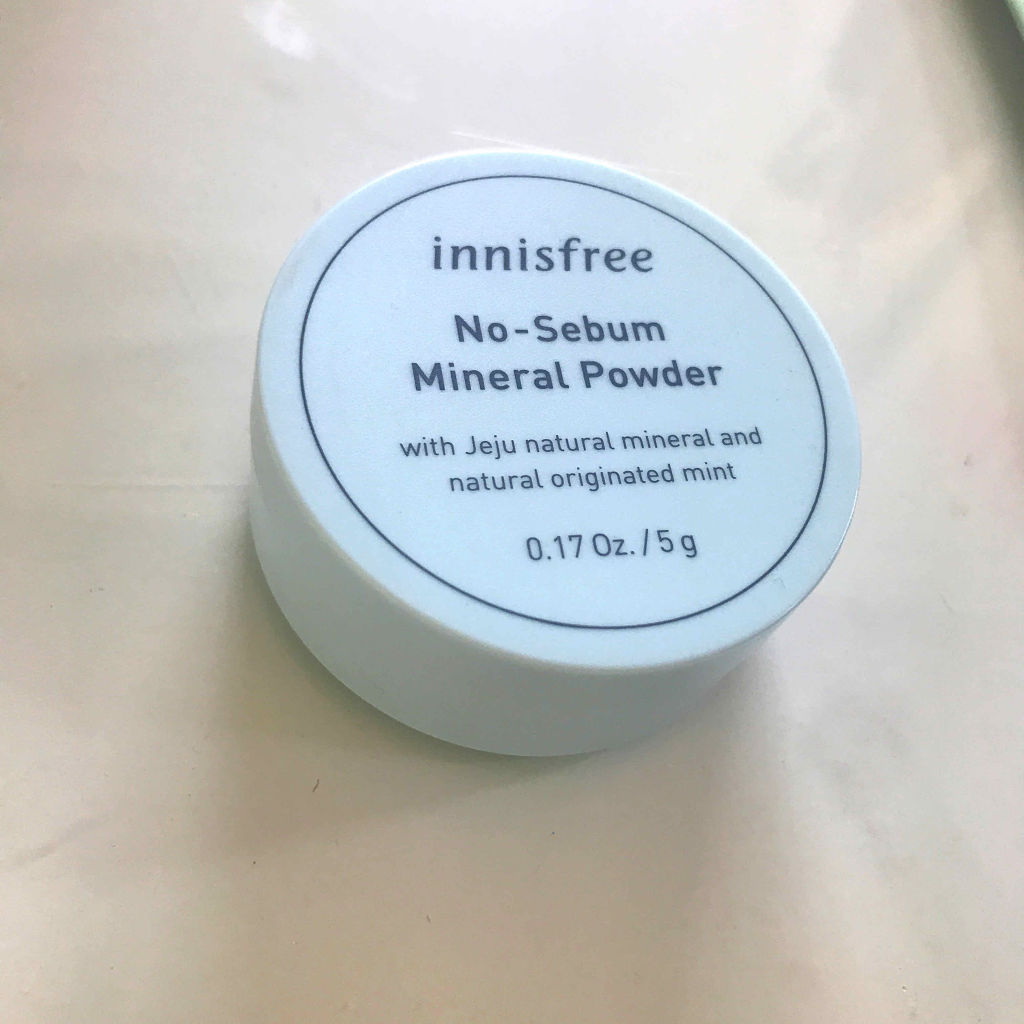 innisfree
No-Sebum
Mineral Powder
with Jeju natural mineral and
natural originated mint
0.17 Oz. / 5 g